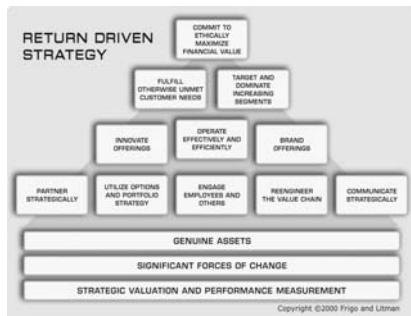 RETURN DRIVEN
STRATEGY
COMMIT TO
ETHICALLY
MAXIMIZE
FINANCIAL VALUE
FULFILL
OTHERWISE UNMET
CUSTOMER NEEDS
TARGET AND
DOMINATE
INCREASING
SEGMENTS
INNOVATE
OFFERINGS
OPERATE
EFFECTIVELY AND
EFFICIENTLY
BRAND
OFFERINGS
PARTNER
STRATEGICALLY
UTILIZE OPTIONS
AND PORTFOLIO
STRATEGY
ENGAGE
EMPLOYEES AND
OTHERS
REENGINEER
THE VALUE CHAIN
COMMUNICATE
STRATEGICALLY
GENUINE ASSETS
SIGNIFICANT FORCES OF CHANGE
STRATEGIC VALUATION AND PERFORMANCE MEASUREMENT
Copyright ©2000 Frigo and Litman